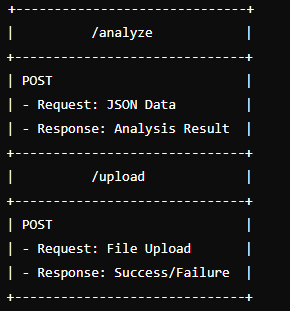 +------------------------------+
|          /analyze            |
+------------------------------+
| POST                         |
| - Request: JSON Data         |
| - Response: Analysis Result  |
+------------------------------+
|          /upload             |
+------------------------------+
| POST                         |
| - Request: File Upload       |
| - Response: Success/Failure  |
+------------------------------+